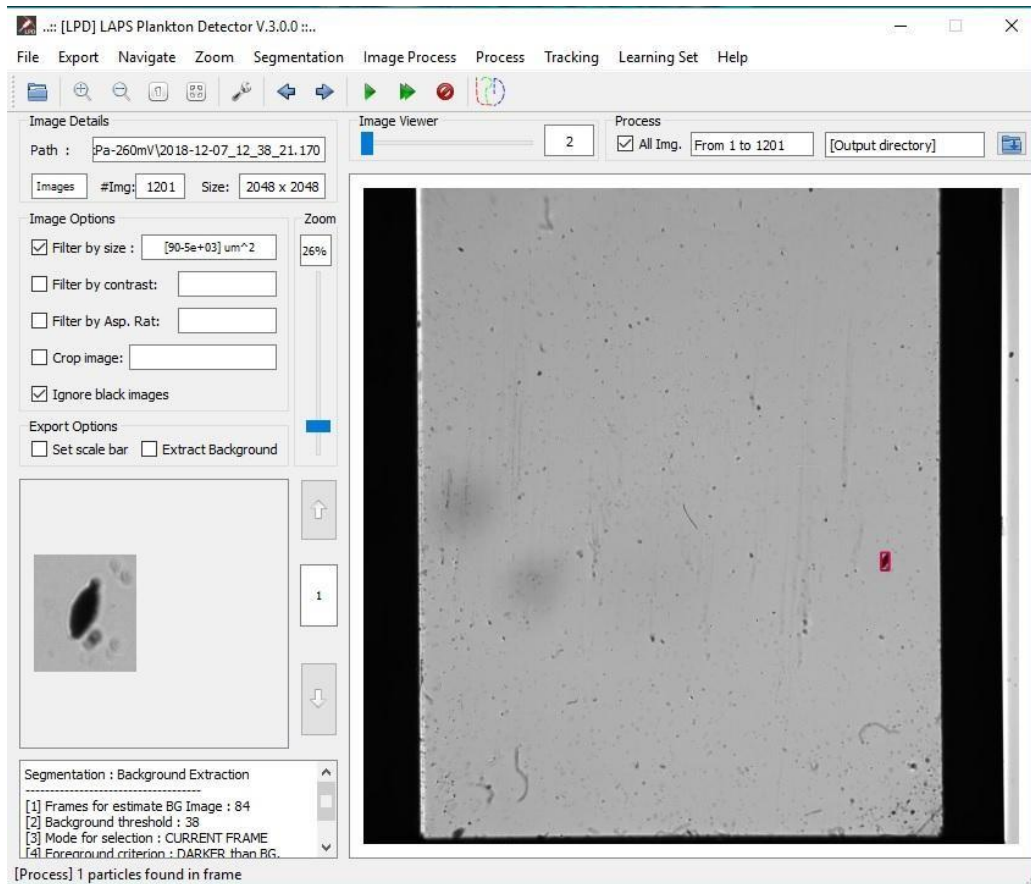 ..:: [LPD] LAPS Plankton Detector V.3.0.0 ::..
File Export Navigate Zoom Segmentation Image Process Process Tracking Learning Set Help
Image Details
Path : :Pa-260mV\2018-12-07_12_38_21.170
Images #Img: 1201 Size: 2048 x 2048
Image Viewer
2
Process
All Img. From 1 to 1201 [Output directory]
Image Options
Filter by size : [90-5e+03] um^2
Filter by contrast:
Filter by Asp. Rat:
Crop image:
Ignore black images
Zoom
26%
Export Options
Set scale bar Extract Background
1
Segmentation : Background Extraction
-----------------------------------
[1] Frames for estimate BG Image : 84
[2] Background threshold : 38
[3] Mode for selection : CURRENT FRAME
[4] Foreground criterion : DARKER than BG.
[Process] 1 particles found in frame